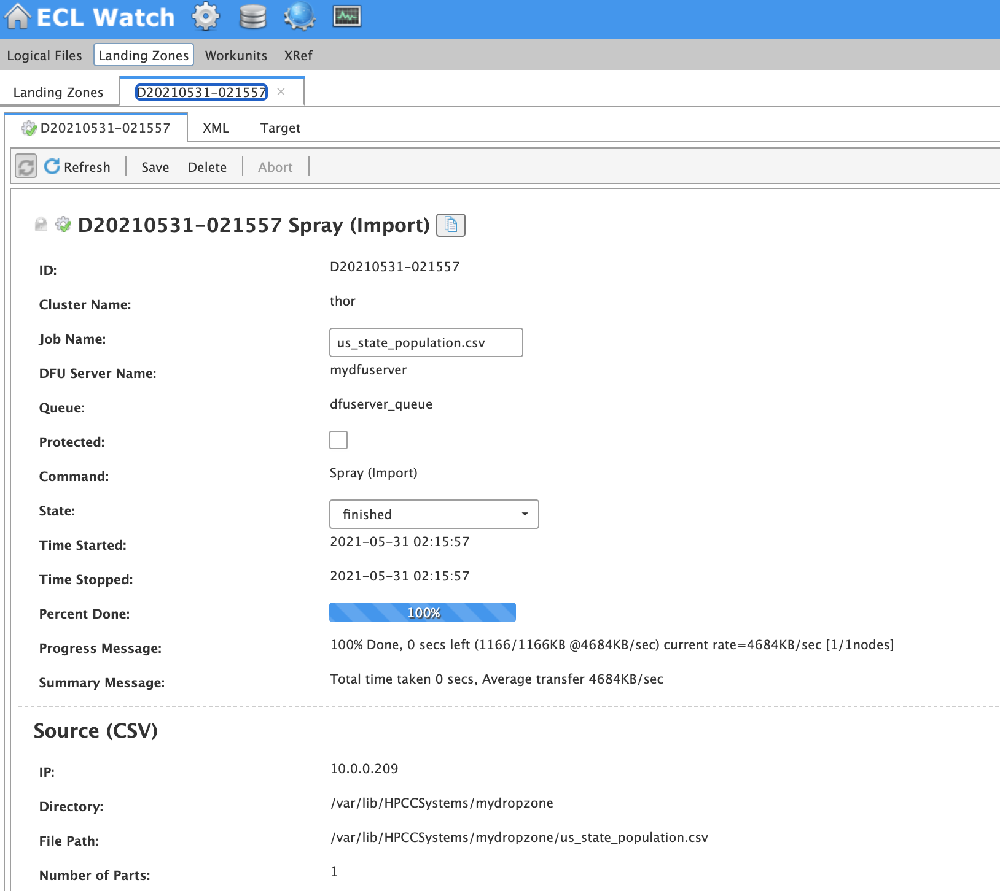 ECL Watch
Logical Files Landing Zones Workunits XRef
Landing Zones D20210531-021557 ×
D20210531-021557 XML Target
Refresh Save Delete Abort
D20210531-021557 Spray (Import)
ID: D20210531-021557
Cluster Name: thor
Job Name: us_state_population.csv
DFU Server Name: mydfuserver
Queue: dfuserver_queue
Protected:
Command: Spray (Import)
State: finished
Time Started: 2021-05-31 02:15:57
Time Stopped: 2021-05-31 02:15:57
Percent Done: 100%
Progress Message: 100% Done, 0 secs left (1166/1166KB @4684KB/sec) current rate=4684KB/sec [1/1nodes]
Summary Message: Total time taken 0 secs, Average transfer 4684KB/sec
Source (CSV)
IP: 10.0.0.209
Directory: /var/lib/HPCCSystems/mydropzone
File Path: /var/lib/HPCCSystems/mydropzone/us_state_population.csv
Number of Parts: 1